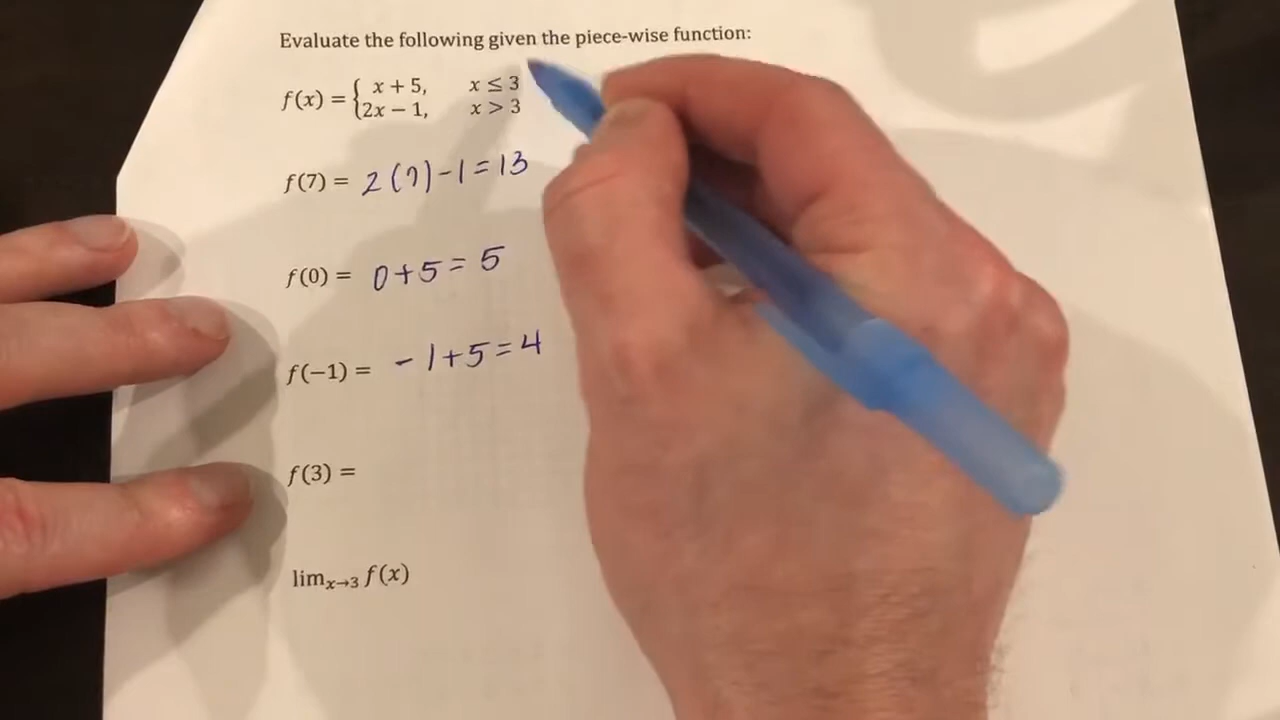 Evaluate the following given the piece-wise function:
f(x) = { x + 5, x ≤ 3
2x − 1, x > 3
f(7) = 2(7)-1=13
f(0) = 0+5=5
f(−1) = -1+5=4
f(3) =
lim x→3 f(x)